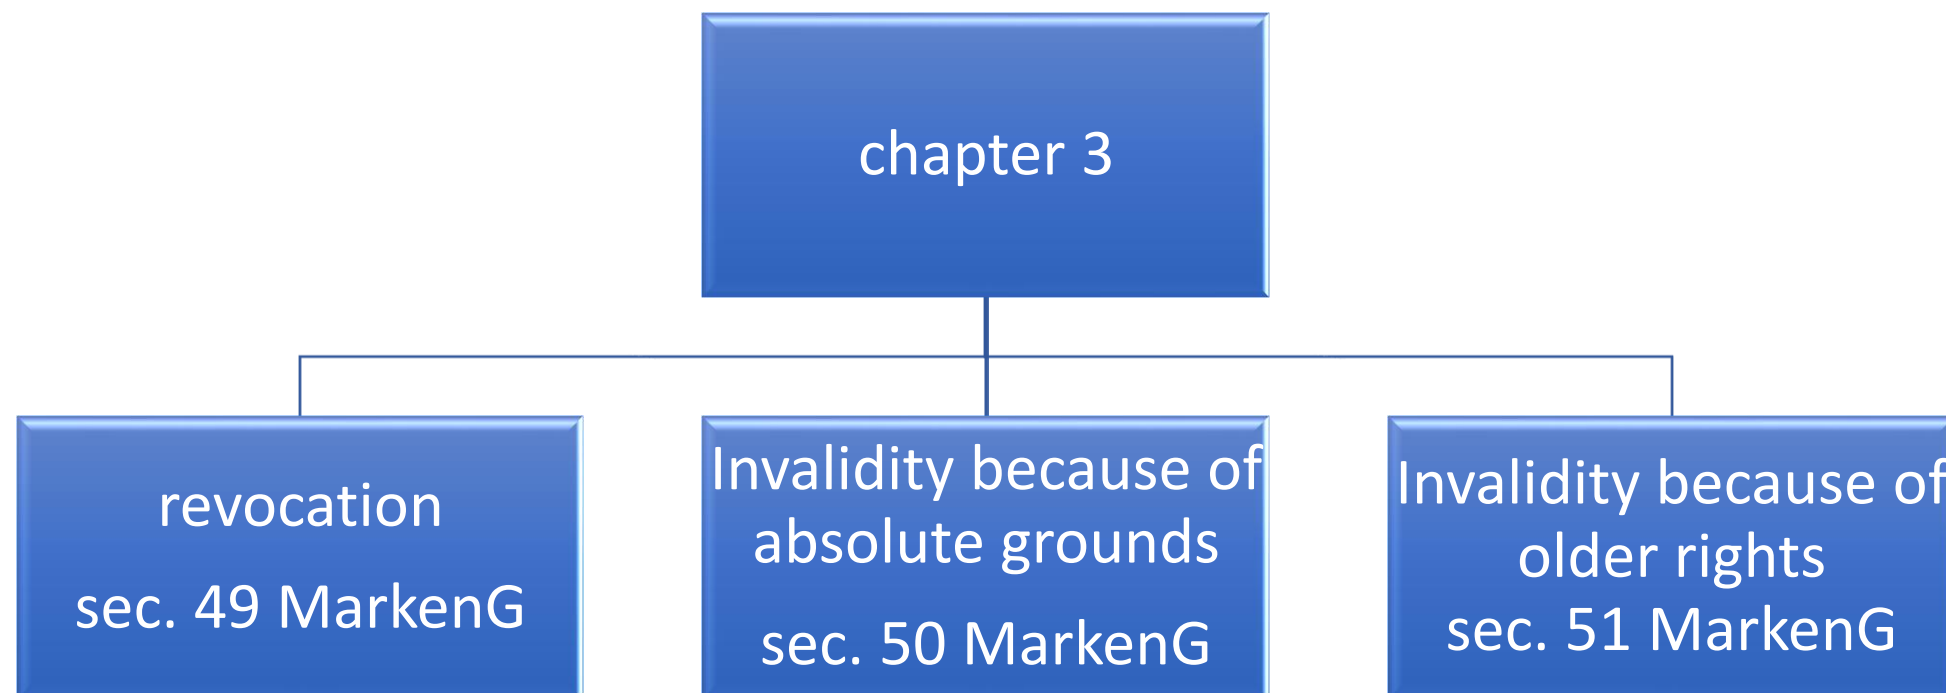 chapter 3
revocation
sec. 49 MarkenG
Invalidity because of
absolute grounds
sec. 50 MarkenG
Invalidity because of
older rights
sec. 51 MarkenG